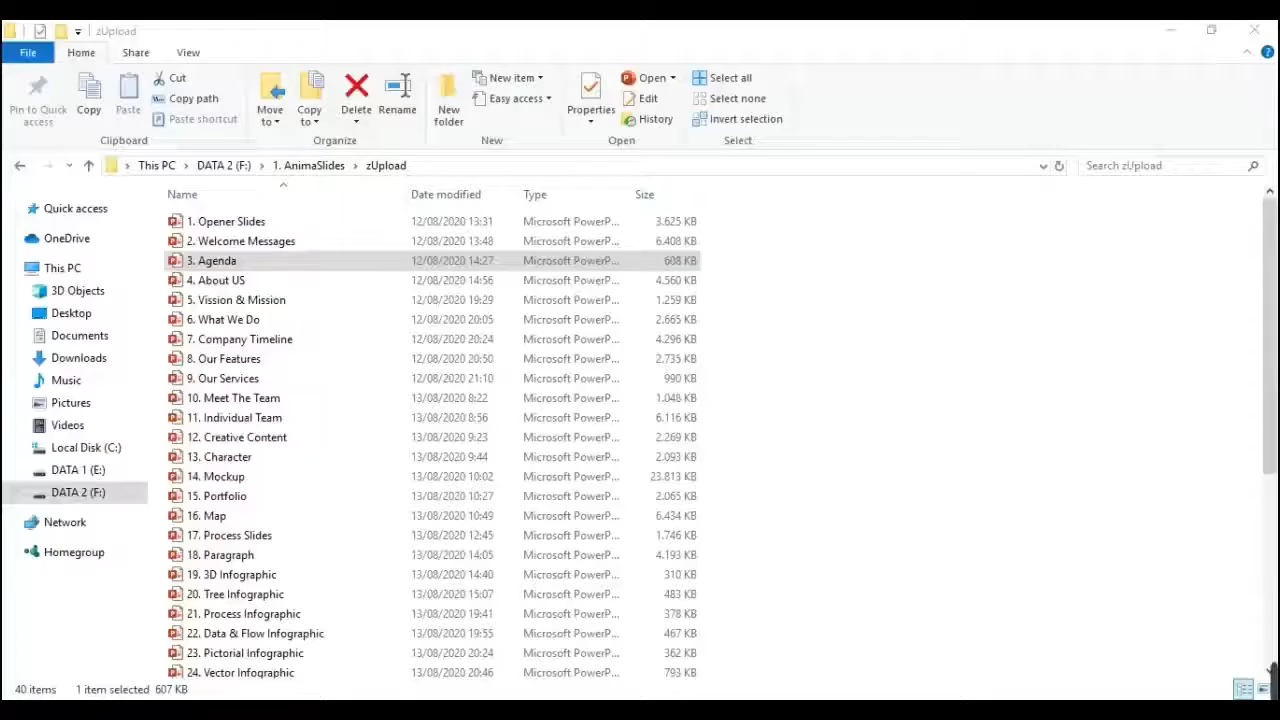 zUpload
File Home Share View
Pin to Quick access
Copy
Paste
Cut
Copy path
Paste shortcut
Clipboard
Move to
Copy to
Delete
Rename
Organize
New folder
New item
Easy access
New
Properties
Open
Edit
History
Open
Select all
Select none
Invert selection
Select
This PC > DATA 2 (F:) > 1. AnimaSlides > zUpload
Search zUpload
Quick access
OneDrive
This PC
3D Objects
Desktop
Documents
Downloads
Music
Pictures
Videos
Local Disk (C:)
DATA 1 (E:)
DATA 2 (F:)
Network
Homegroup
Name Date modified Type Size
1. Opener Slides 12/08/2020 13:31 Microsoft PowerP... 3.625 KB
2. Welcome Messages 12/08/2020 13:48 Microsoft PowerP... 6.408 KB
3. Agenda 12/08/2020 14:27 Microsoft PowerP... 608 KB
4. About US 12/08/2020 14:56 Microsoft PowerP... 4.560 KB
5. Vission & Mission 12/08/2020 19:29 Microsoft PowerP... 1.259 KB
6. What We Do 12/08/2020 20:05 Microsoft PowerP... 2.665 KB
7. Company Timeline 12/08/2020 20:24 Microsoft PowerP... 4.296 KB
8. Our Features 12/08/2020 20:50 Microsoft PowerP... 2.735 KB
9. Our Services 12/08/2020 21:10 Microsoft PowerP... 990 KB
10. Meet The Team 13/08/2020 8:22 Microsoft PowerP... 1.048 KB
11. Individual Team 13/08/2020 8:56 Microsoft PowerP... 6.116 KB
12. Creative Content 13/08/2020 9:23 Microsoft PowerP... 2.269 KB
13. Character 13/08/2020 9:44 Microsoft PowerP... 2.093 KB
14. Mockup 13/08/2020 10:02 Microsoft PowerP... 23.813 KB
15. Portfolio 13/08/2020 10:27 Microsoft PowerP... 2.065 KB
16. Map 13/08/2020 10:49 Microsoft PowerP... 6.434 KB
17. Process Slides 13/08/2020 12:45 Microsoft PowerP... 1.746 KB
18. Paragraph 13/08/2020 14:05 Microsoft PowerP... 4.193 KB
19. 3D Infographic 13/08/2020 14:40 Microsoft PowerP... 310 KB
20. Tree Infographic 13/08/2020 15:07 Microsoft PowerP... 483 KB
21. Process Infographic 13/08/2020 19:41 Microsoft PowerP... 378 KB
22. Data & Flow Infographic 13/08/2020 19:55 Microsoft PowerP... 467 KB
23. Pictorial Infographic 13/08/2020 20:24 Microsoft PowerP... 362 KB
24. Vector Infographic 13/08/2020 20:46 Microsoft PowerP... 793 KB
40 items 1 item selected 607 KB